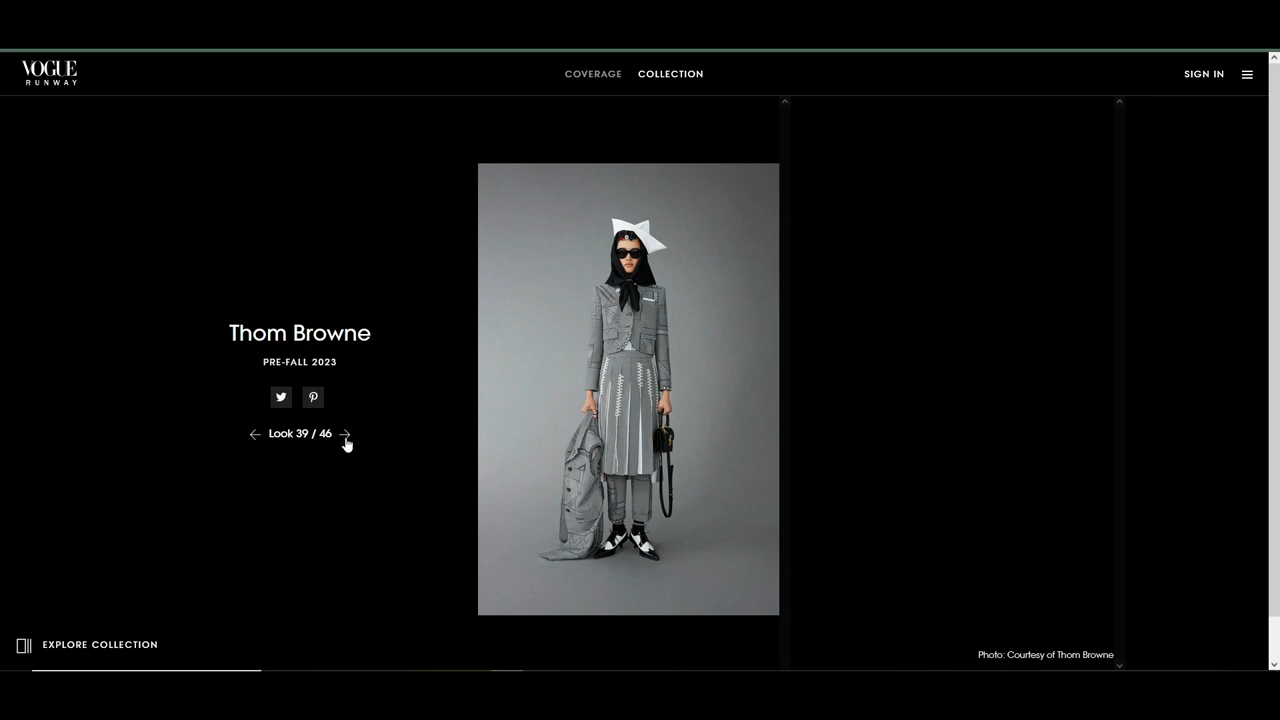 VOGUE
RUNWAY
COVERAGE COLLECTION
SIGN IN
Thom Browne
PRE-FALL 2023
Look 39 / 46
EXPLORE COLLECTION
Photo: Courtesy of Thom Browne